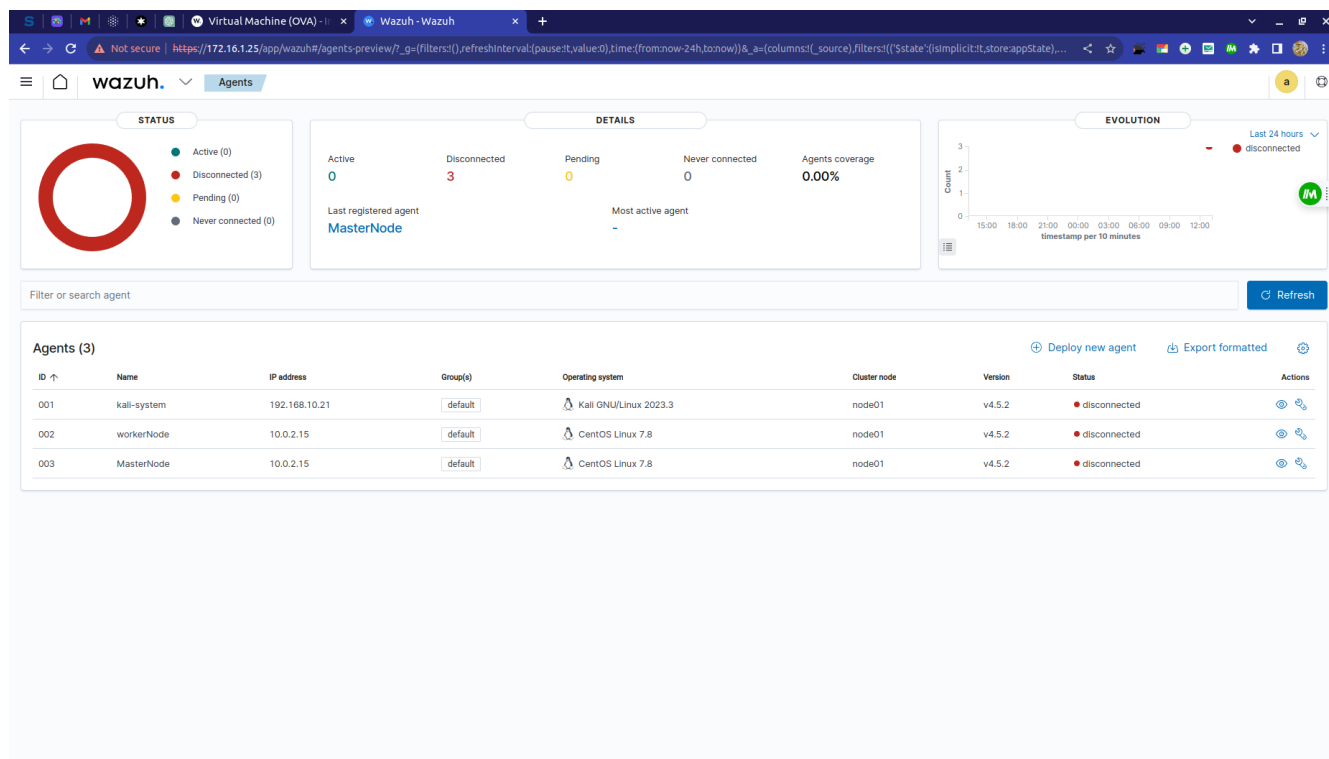 Virtual Machine (OVA) - I
Wazuh - Wazuh
Not secure | https://172.16.1.25/app/wazuh#/agents-preview/?_g=(filters:!(),refreshInterval:(pause:!t,value:0),time:(from:now-24h,to:now))&_a=(columns:!(_source),filters:!(('$state':(isImplicit:!t,store:appState),...
wazuh. Agents a
STATUS
Active (0)
Disconnected (3)
Pending (0)
Never connected (0)
DETAILS
Active Disconnected Pending Never connected Agents coverage
0 3 0 0 0.00%
Last registered agent Most active agent
MasterNode -
EVOLUTION
Last 24 hours
disconnected
3
2
1
0
Count
15:00 18:00 21:00 00:00 03:00 06:00 09:00 12:00
timestamp per 10 minutes
Filter or search agent
Refresh
Agents (3) Deploy new agent Export formatted
ID Name IP address Group(s) Operating system Cluster node Version Status Actions
001 kali-system 192.168.10.21 default Kali GNU/Linux 2023.3 node01 v4.5.2 disconnected
002 workerNode 10.0.2.15 default CentOS Linux 7.8 node01 v4.5.2 disconnected
003 MasterNode 10.0.2.15 default CentOS Linux 7.8 node01 v4.5.2 disconnected